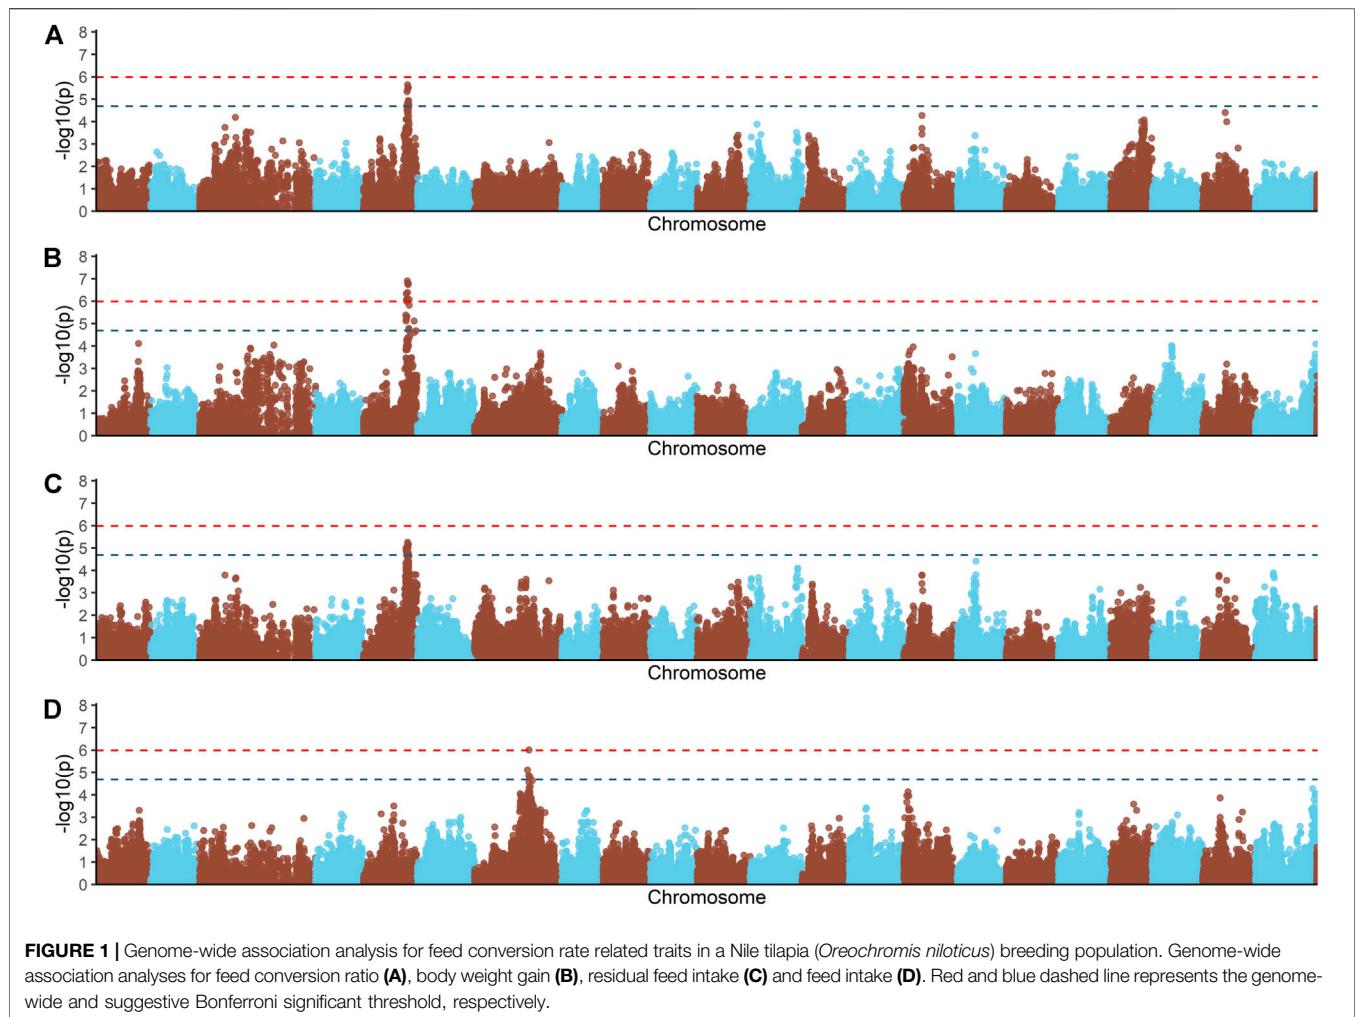 A
8
7
6
5
4
3
2
1
0
-log10(p)
Chromosome
B
8
7
6
5
4
3
2
1
0
-log10(p)
Chromosome
C
8
7
6
5
4
3
2
1
0
-log10(p)
Chromosome
D
8
7
6
5
4
3
2
1
0
-log10(p)
Chromosome
FIGURE 1 | Genome-wide association analysis for feed conversion rate related traits in a Nile tilapia (Oreochromis niloticus) breeding population. Genome-wide
association analyses for feed conversion ratio (A), body weight gain (B), residual feed intake (C) and feed intake (D). Red and blue dashed line represents the genome-
wide and suggestive Bonferroni significant threshold, respectively.